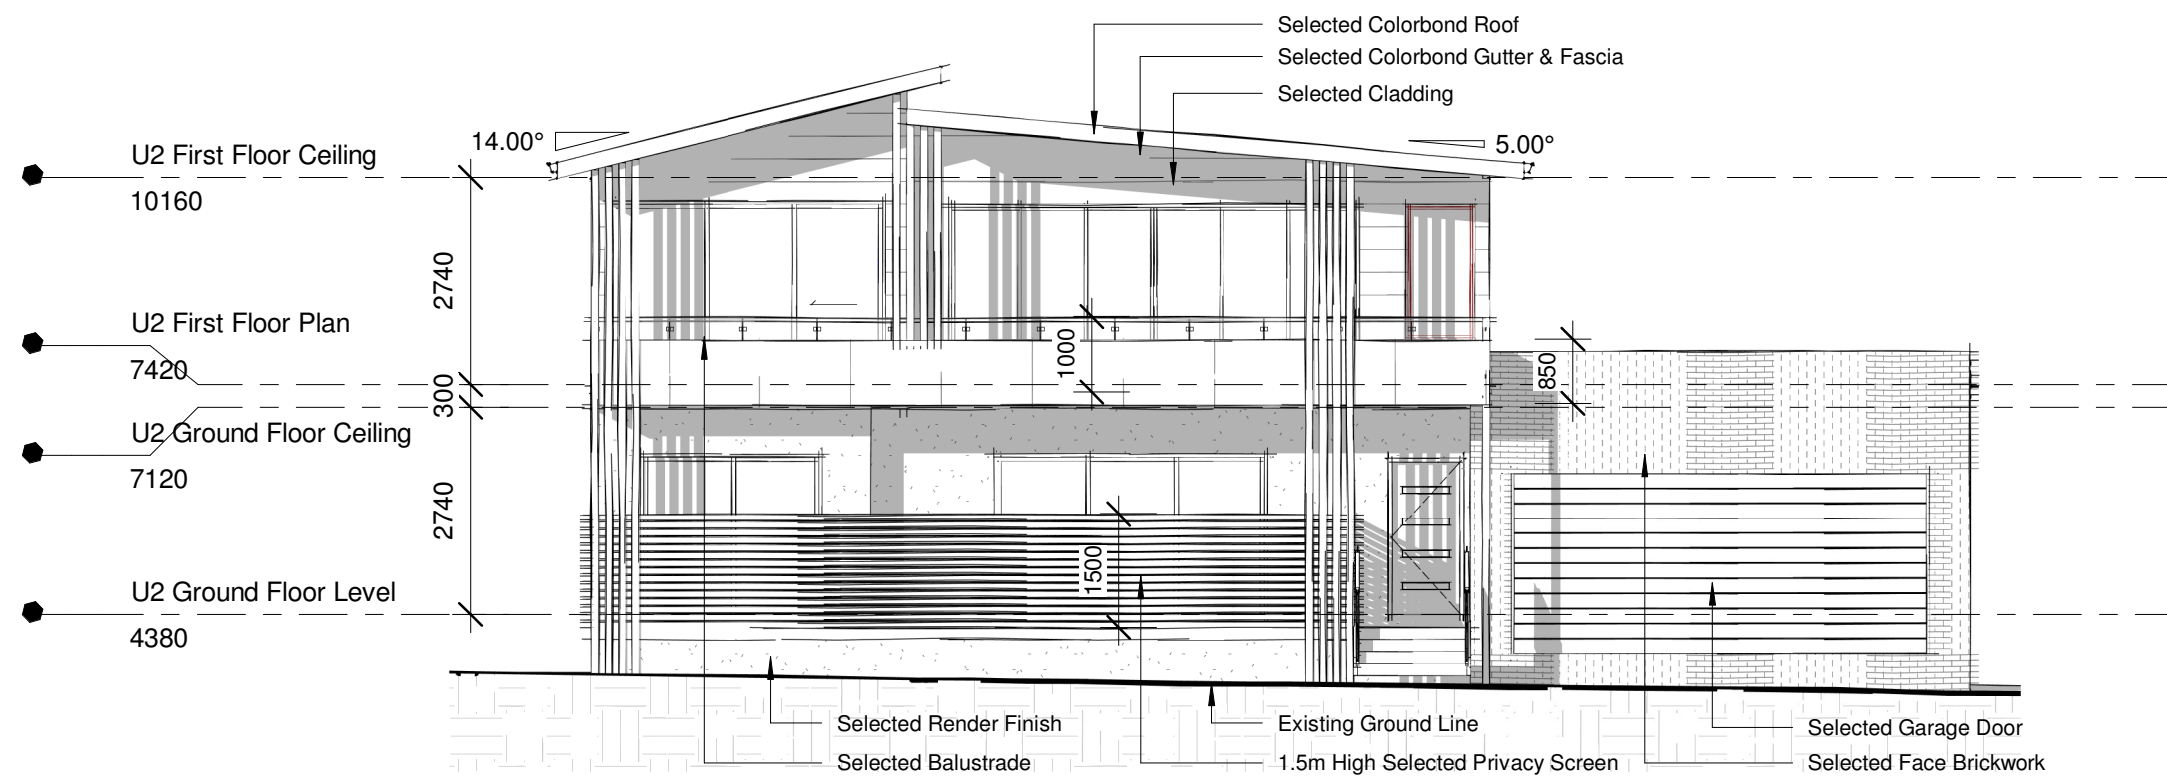 Selected Colorbond Roof
Selected Colorbond Gutter & Fascia
Selected Cladding
14.00°
5.00°
U2 First Floor Ceiling
10160
2740
U2 First Floor Plan
7420
300
1000
850
U2 Ground Floor Ceiling
7120
2740
1500
U2 Ground Floor Level
4380
Selected Render Finish
Existing Ground Line
Selected Garage Door
Selected Balustrade
1.5m High Selected Privacy Screen
Selected Face Brickwork